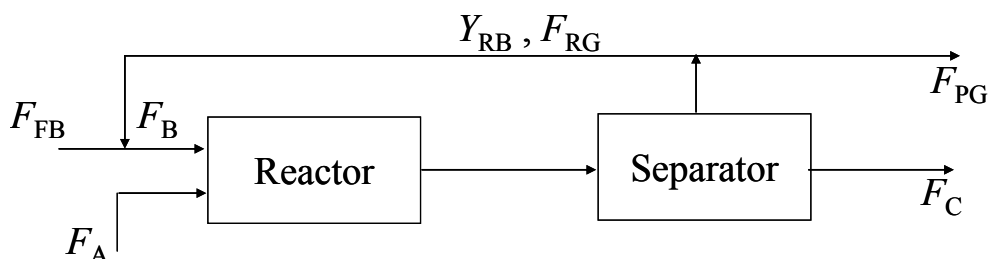 Y_RB , F_RG
F_PG
F_FB
F_B
Reactor
Separator
F_C
F_A